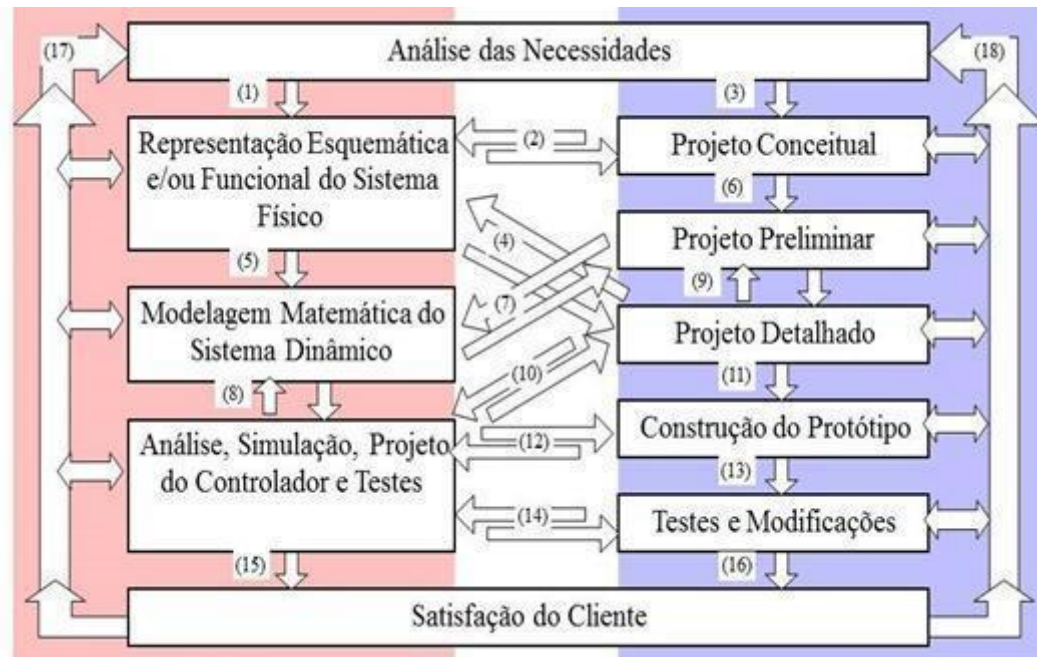 (17)
Análise das Necessidades
(18)
(1)
(3)
Representação Esquemática
e/ou Funcional do Sistema
Físico
(2)
Projeto Conceitual
(6)
(4)
Projeto Preliminar
(5)
(9)
(7)
Modelagem Matemática do
Sistema Dinâmico
Projeto Detalhado
(8)
(10)
(11)
Análise, Simulação, Projeto
do Controlador e Testes
(12)
Construção do Protótipo
(13)
(14)
Testes e Modificações
(15)
(16)
Satisfação do Cliente